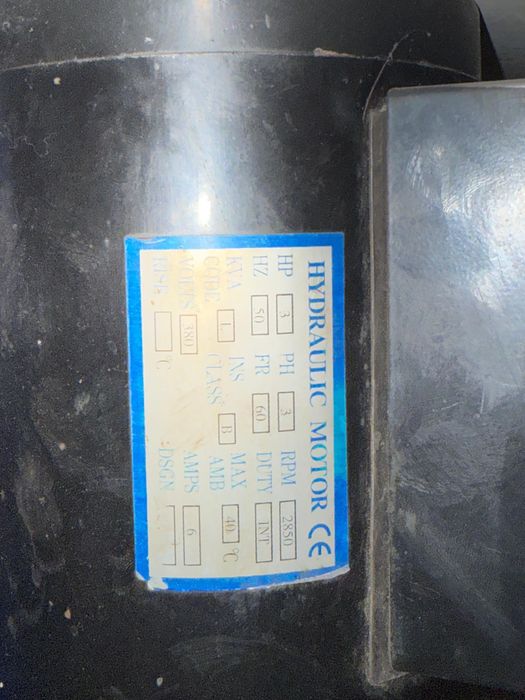 HYDRAULIC MOTOR CE
HP 3 PH 3 RPM 2850
HZ 50 FR 60 DUTY INT
KVA CODE L INS CLASS B MAX AMB 40 °C
VOLTS 380 AMPS 6
RISE °C DSGN